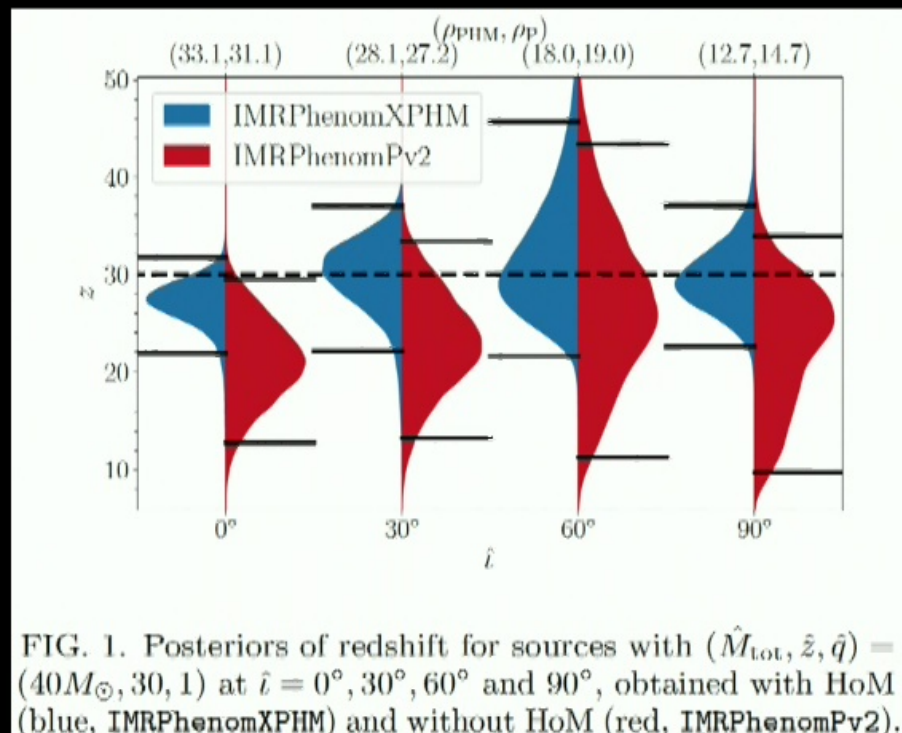 (ρPHM, ρP)
(33.1,31.1) (28.1,27.2) (18.0,19.0) (12.7,14.7)
50
IMRPhenomXPHM
IMRPhenomPv2
40
30
z
20
10
0° 30° 60° 90°
ι̂
FIG. 1. Posteriors of redshift for sources with (M̂tot, ẑ, q̂) =
(40M⊙, 30, 1) at ι̂ = 0°, 30°, 60° and 90°, obtained with HoM
(blue, IMRPhenomXPHM) and without HoM (red, IMRPhenomPv2).